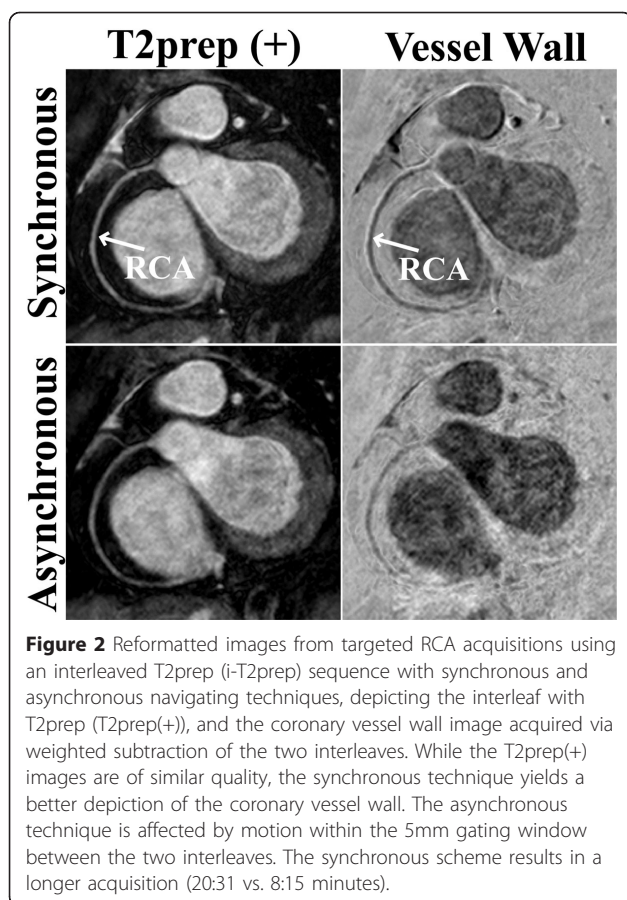 T2prep (+) Vessel Wall
Synchronous
RCA RCA
Asynchronous
Figure 2 Reformatted images from targeted RCA acquisitions using
an interleaved T2prep (i-T2prep) sequence with synchronous and
asynchronous navigating techniques, depicting the interleaf with
T2prep (T2prep(+)), and the coronary vessel wall image acquired via
weighted subtraction of the two interleaves. While the T2prep(+)
images are of similar quality, the synchronous technique yields a
better depiction of the coronary vessel wall. The asynchronous
technique is affected by motion within the 5mm gating window
between the two interleaves. The synchronous scheme results in a
longer acquisition (20:31 vs. 8:15 minutes).